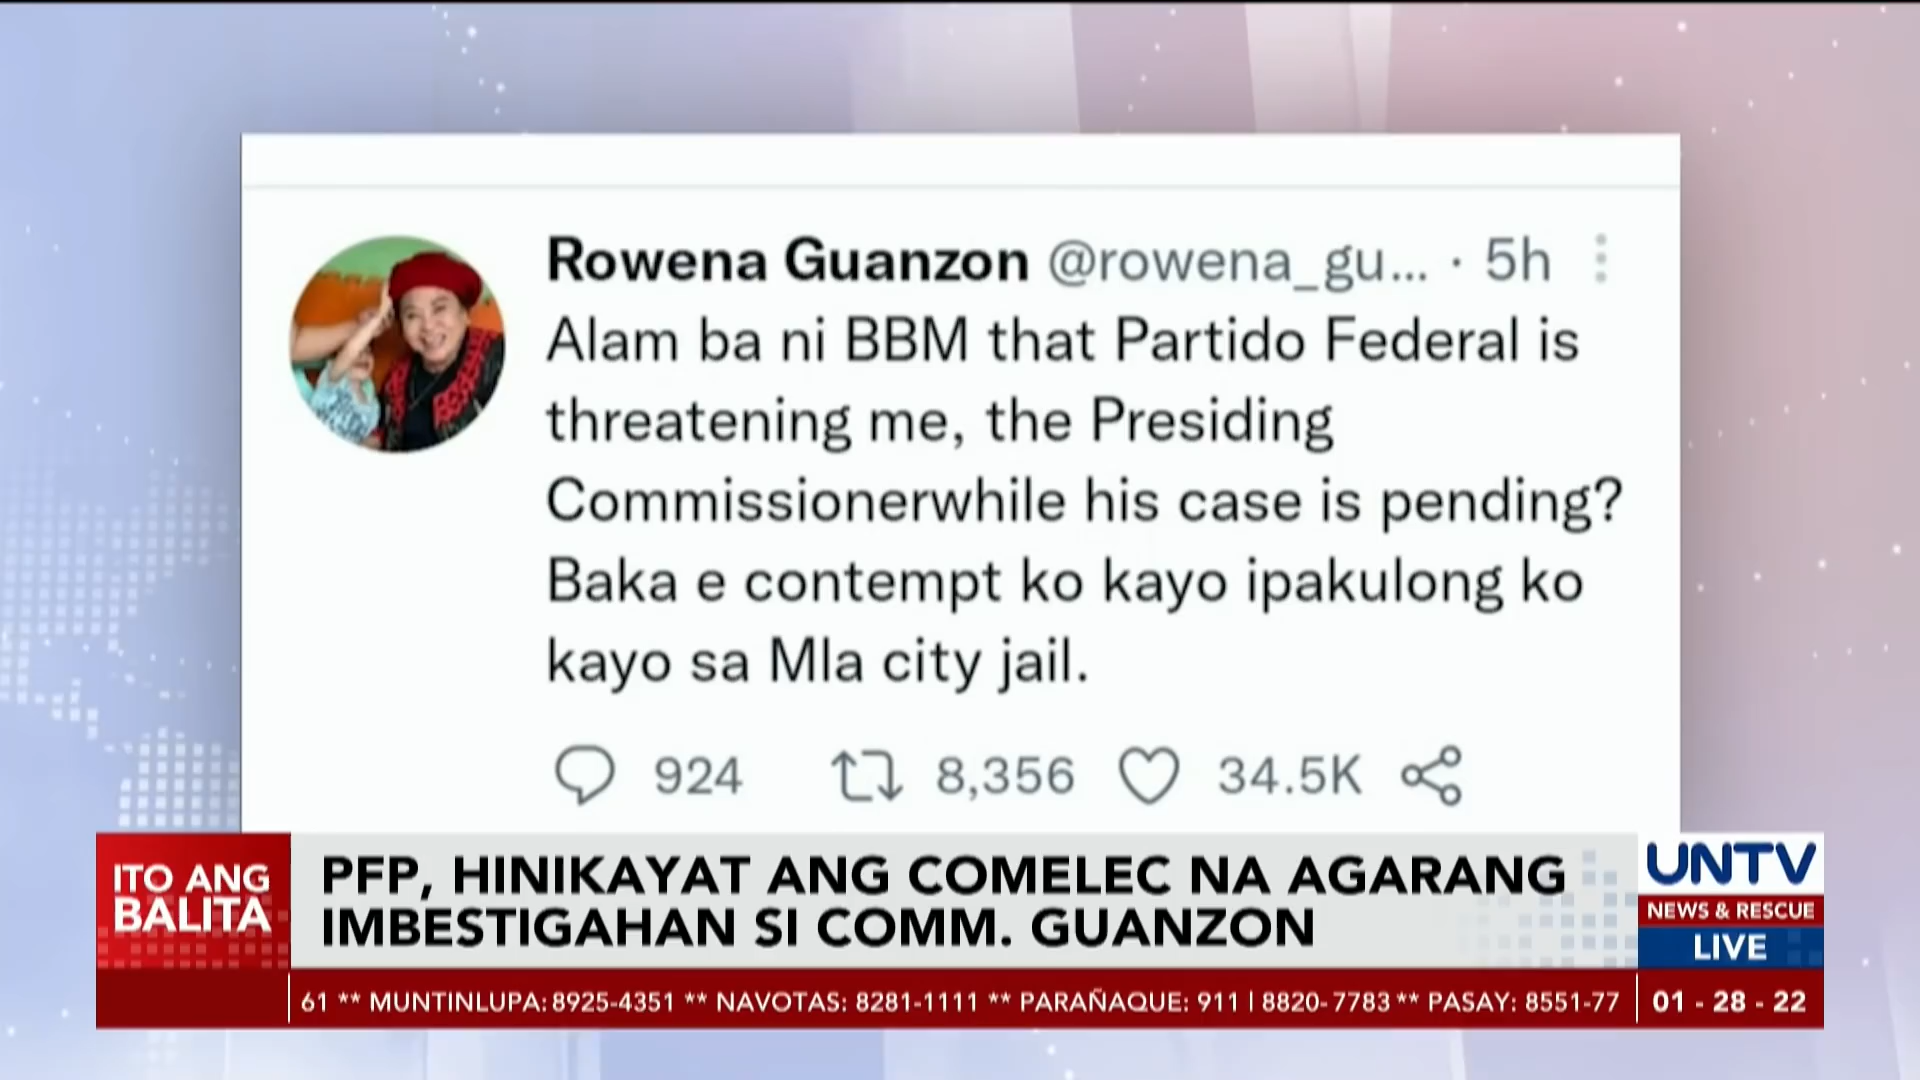 Rowena Guanzon @rowena_gu... · 5h
Alam ba ni BBM that Partido Federal is
threatening me, the Presiding
Commissionerwhile his case is pending?
Baka e contempt ko kayo ipakulong ko
kayo sa Mla city jail.
924 8,356 34.5K
ITO ANG
BALITA
PFP, HINIKAYAT ANG COMELEC NA AGARANG
IMBESTIGAHAN SI COMM. GUANZON
UNTV
NEWS & RESCUE
LIVE
61 ** MUNTINLUPA: 8925-4351 ** NAVOTAS: 8281-1111 ** PARAÑAQUE: 911 | 8820-7783 ** PASAY: 8551-77
01 - 28 - 22